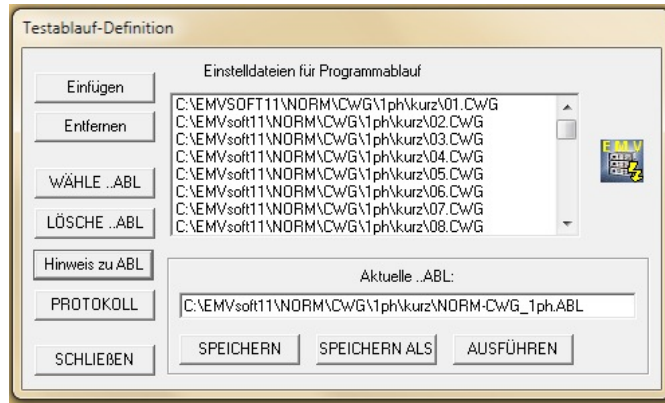 Testablauf-Definition
Einfügen
Entfernen
WÄHLE ..ABL
LÖSCHE ..ABL
Hinweis zu ABL
PROTOKOLL
SCHLIEßEN
Einstelldateien für Programmablauf
C:\EMVSOFT11\NORM\CWG\1ph\kurz\01.CWG
C:\EMVsoft11\NORM\CWG\1ph\kurz\02.CWG
C:\EMVsoft11\NORM\CWG\1ph\kurz\03.CWG
C:\EMVsoft11\NORM\CWG\1ph\kurz\04.CWG
C:\EMVsoft11\NORM\CWG\1ph\kurz\05.CWG
C:\EMVsoft11\NORM\CWG\1ph\kurz\06.CWG
C:\EMVsoft11\NORM\CWG\1ph\kurz\07.CWG
C:\EMVsoft11\NORM\CWG\1ph\kurz\08.CWG
EMV
Aktuelle ..ABL:
C:\EMVsoft11\NORM\CWG\1ph\kurz\NORM-CWG_1ph.ABL
SPEICHERN
SPEICHERN ALS
AUSFÜHREN